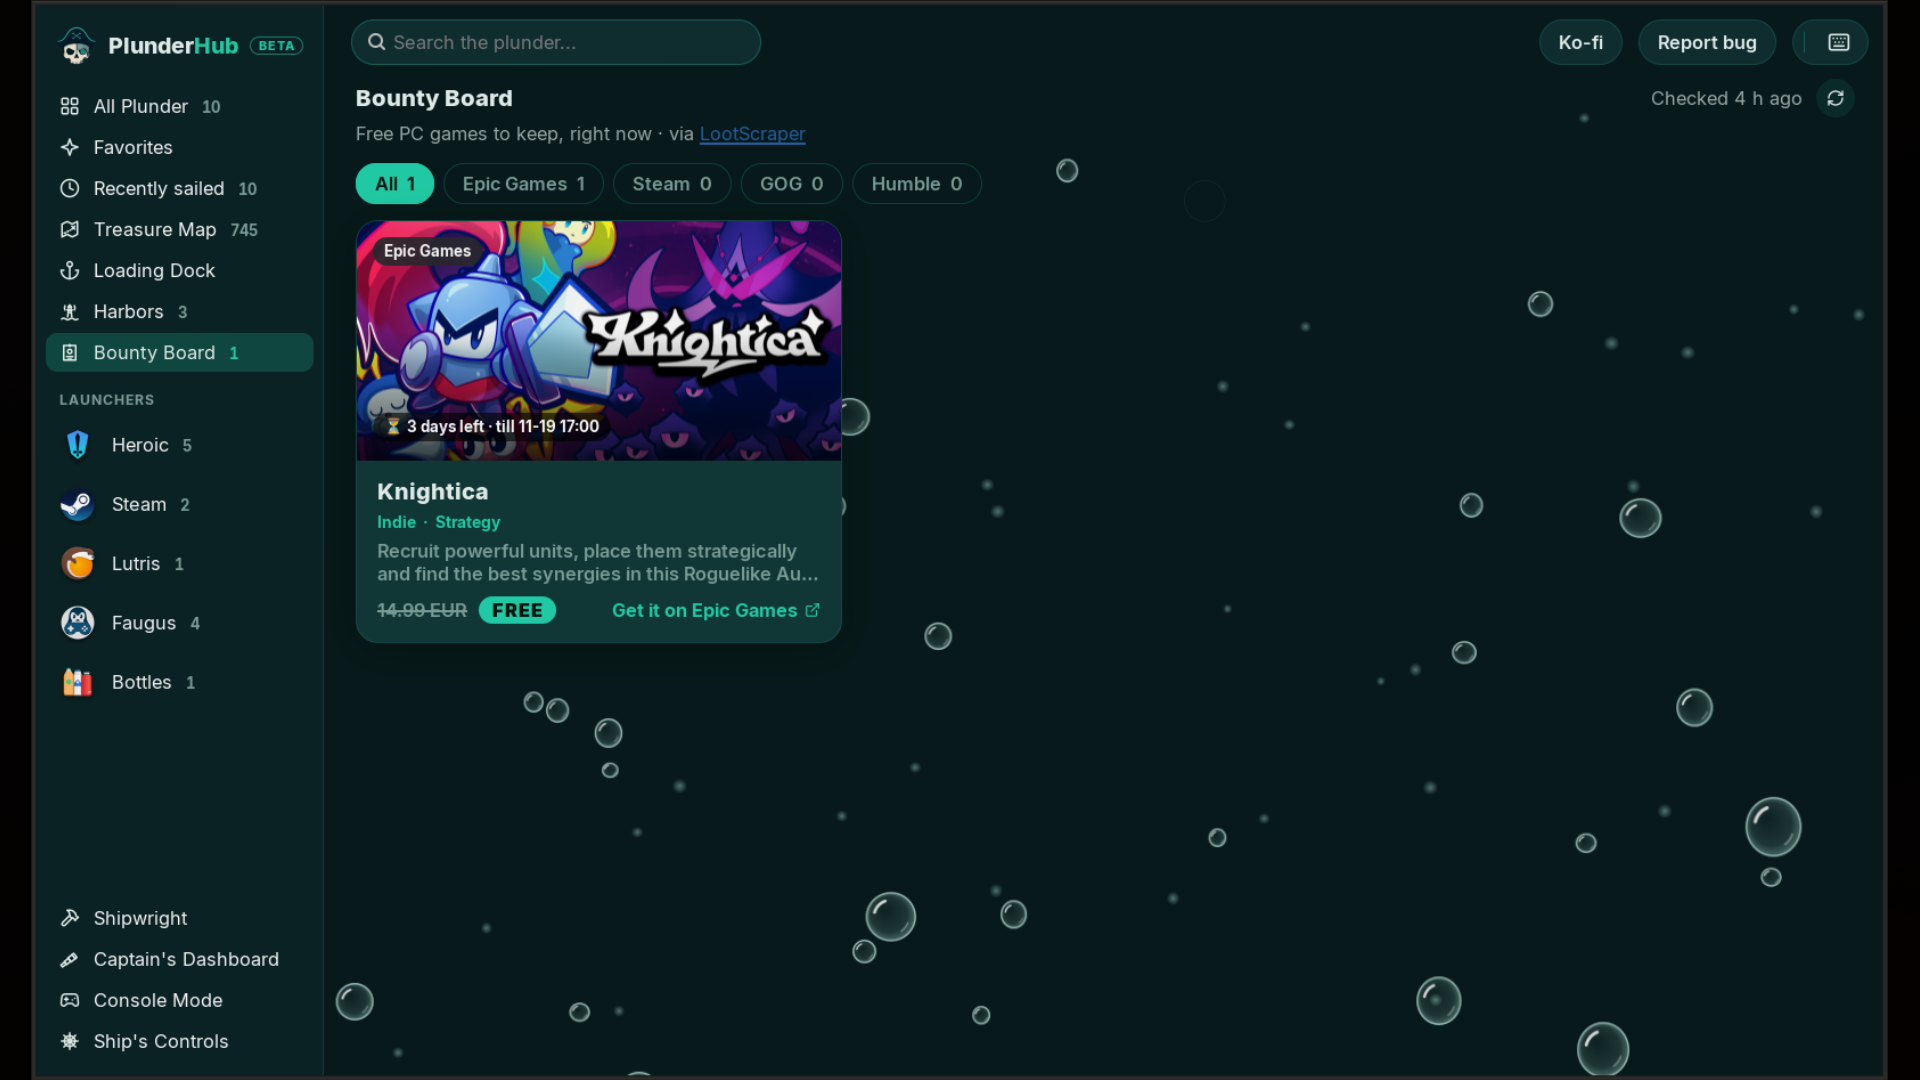 PlunderHub BETA
Search the plunder...
Ko-fi
Report bug
All Plunder 10
Favorites
Recently sailed 10
Treasure Map 745
Loading Dock
Harbors 3
Bounty Board 1
LAUNCHERS
Heroic 5
Steam 2
Lutris 1
Faugus 4
Bottles 1
Shipwright
Captain's Dashboard
Console Mode
Ship's Controls
Bounty Board
Checked 4 h ago
Free PC games to keep, right now · via LootScraper
All 1
Epic Games 1
Steam 0
GOG 0
Humble 0
Epic Games
Knightica
⏳ 3 days left · till 11-19 17:00
Knightica
Indie · Strategy
Recruit powerful units, place them strategically
and find the best synergies in this Roguelike Au...
14.99 EUR FREE Get it on Epic Games